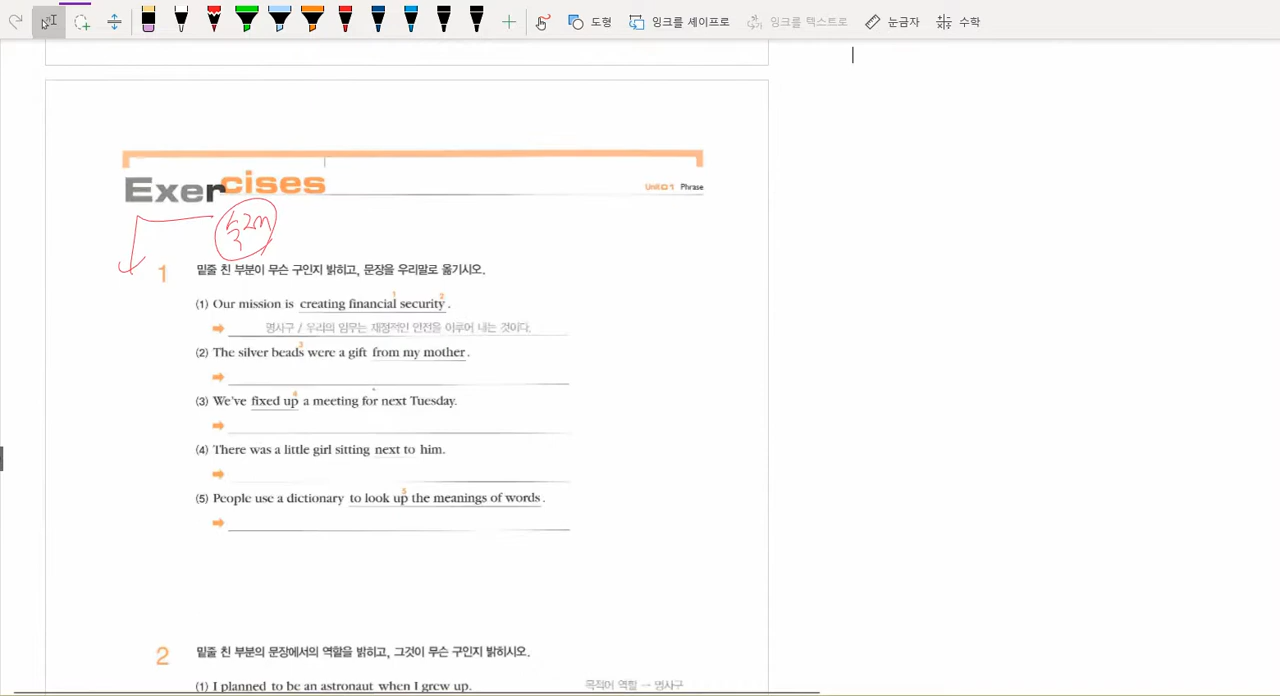 도형 잉크를 셰이프로 잉크를 텍스트로 눈금자 수학
Exercises
Unit 01 Phrase
숙2m
1 밑줄 친 부분이 무슨 구인지 밝히고, 문장을 우리말로 옮기시오.
(1) Our mission is creating financial1 security2.
명사구 / 우리의 임무는 재정적인 안전을 이루어 내는 것이다.
(2) The silver beads3 were a gift from my mother.
(3) We've fixed up4 a meeting for next Tuesday.
(4) There was a little girl sitting next to him.
(5) People use a dictionary to look up5 the meanings of words.
2 밑줄 친 부분의 문장에서의 역할을 밝히고, 그것이 무슨 구인지 밝히시오.
(1) I planned to be an astronaut when I grew up. 목적어 역할 → 명사구